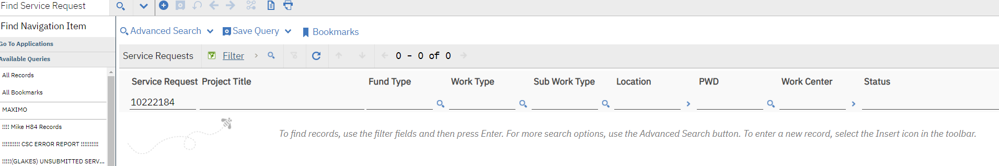 Find Service Request
Find Navigation Item
Go To Applications
Available Queries
All Records
All Bookmarks
MAXIMO
!!!! Mike H84 Records
!!!!!!!!!! CSC ERROR REPORT !!!!!!!!!!
!!!!!(GLAKES) UNSUBMITTED SERV...
Advanced Search Save Query Bookmarks
Service Requests Filter 0 - 0 of 0
Service Request Project Title Fund Type Work Type Sub Work Type Location PWD Work Center Status
10222184
To find records, use the filter fields and then press Enter. For more search options, use the Advanced Search button. To enter a new record, select the Insert icon in the toolbar.